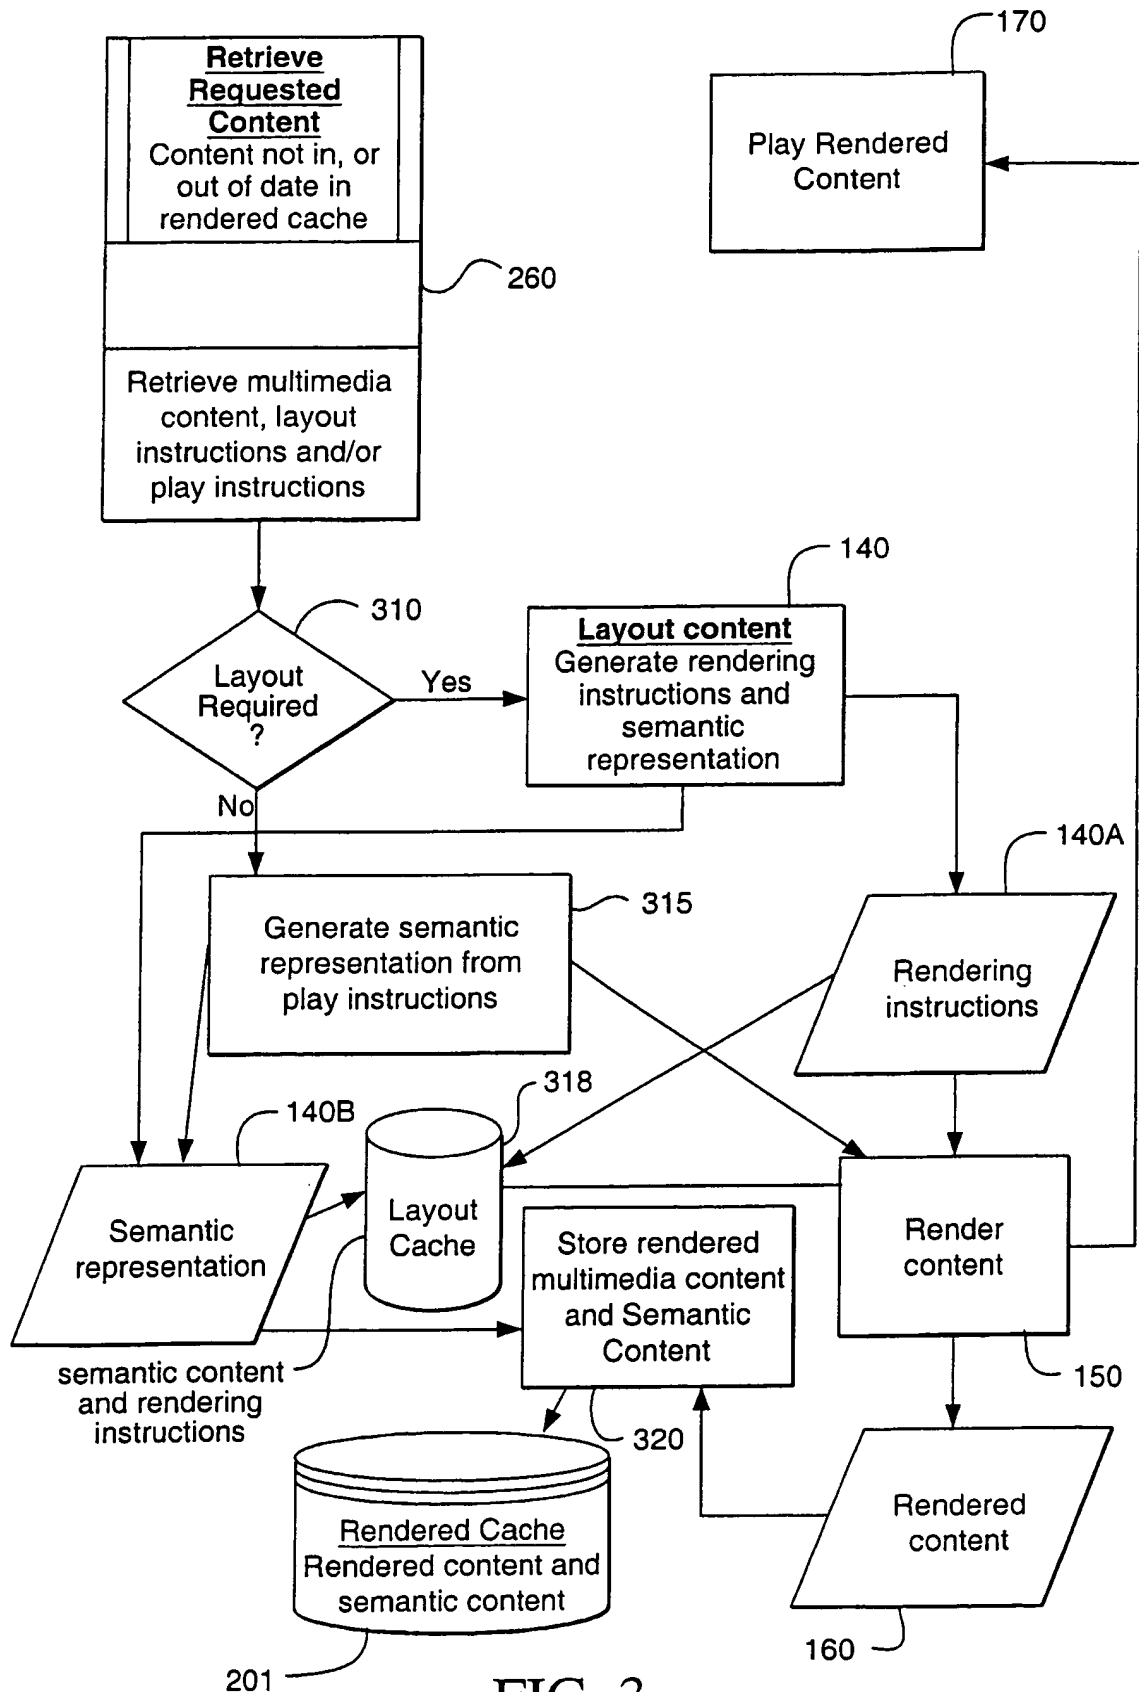 170
Retrieve
Requested
Content
Content not in, or
out of date in
rendered cache
Play Rendered
Content
260
Retrieve multimedia
content, layout
instructions and/or
play instructions
140
310
Layout content
Generate rendering
instructions and
semantic
representation
Layout
Required
?
Yes
No
140A
315
Generate semantic
representation from
play instructions
Rendering
instructions
318
140B
Layout
Cache
Semantic
representation
Store rendered
multimedia content
and Semantic
Content
Render
content
semantic content
and rendering
instructions
150
320
Rendered Cache
Rendered content and
semantic content
Rendered
content
160
201
FIG. 3